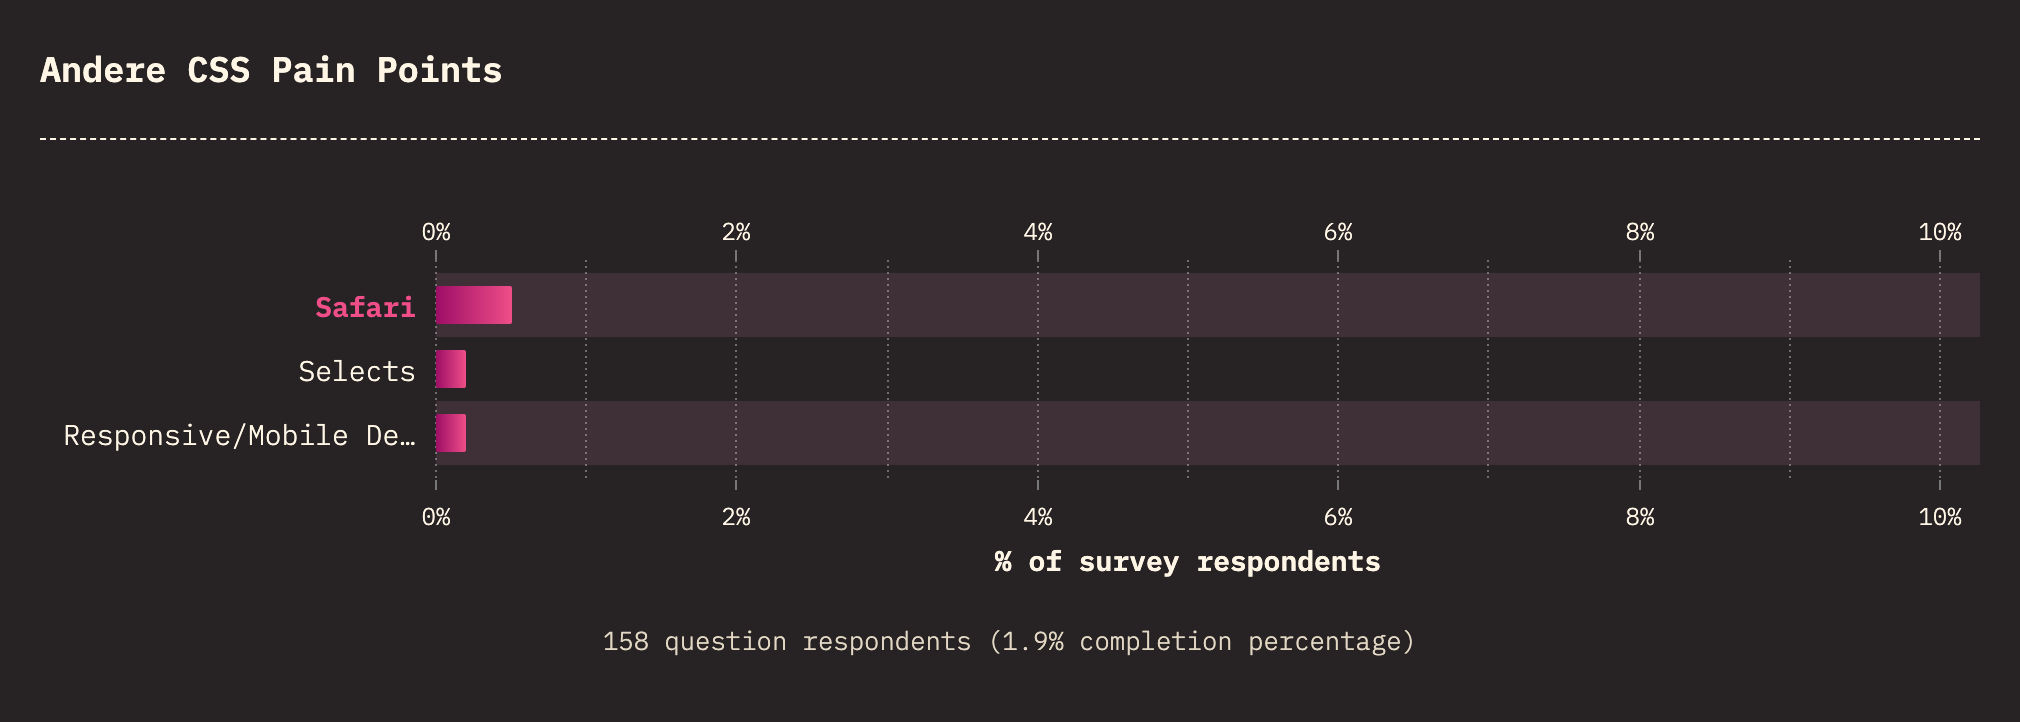 Andere CSS Pain Points
0% 2% 4% 6% 8% 10%
Safari
Selects
Responsive/Mobile De…
0% 2% 4% 6% 8% 10%
% of survey respondents
158 question respondents (1.9% completion percentage)